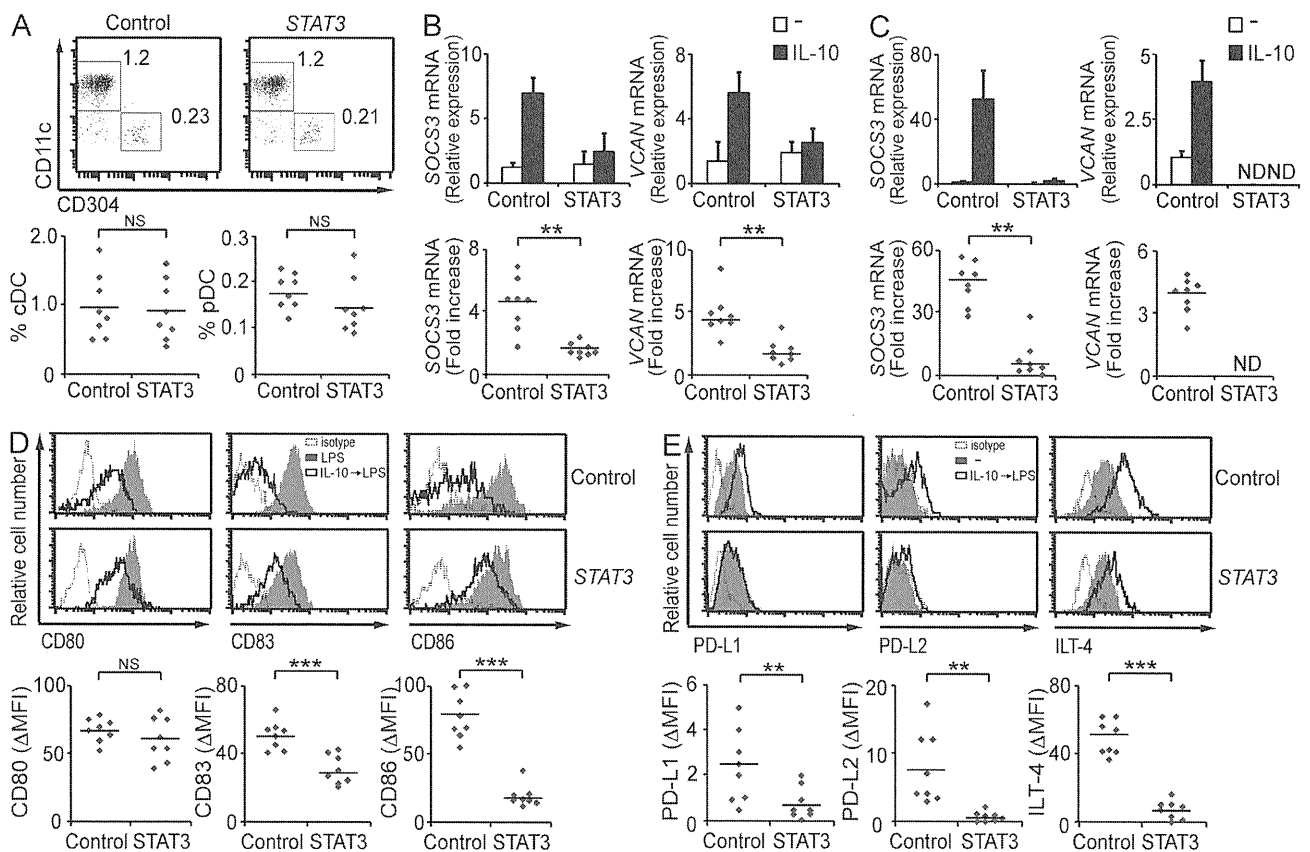 A
Control
STAT3
1.2
0.23
1.2
0.21
CD11c
CD304
% cDC
2.0
1.0
0
NS
Control STAT3
% pDC
0.3
0.2
0.1
0
NS
Control STAT3
B
-
IL-10
SOCS3 mRNA
(Relative expression)
10
5
0
Control STAT3
VCAN mRNA
(Relative expression)
8
4
0
Control STAT3
SOCS3 mRNA
(Fold increase)
8
4
0
**
Control STAT3
VCAN mRNA
(Fold increase)
10
5
0
**
Control STAT3
C
-
IL-10
SOCS3 mRNA
(Relative expression)
80
40
0
Control STAT3
VCAN mRNA
(Relative expression)
5
2.5
0
NDND
Control STAT3
SOCS3 mRNA
(Fold increase)
60
30
0
**
Control STAT3
VCAN mRNA
(Fold increase)
6
4
2
0
ND
Control STAT3
D
Relative cell number
isotype
LPS
IL-10→LPS
Control
STAT3
CD80
CD83
CD86
CD80 (ΔMFI)
100
50
0
NS
Control STAT3
CD83 (ΔMFI)
80
40
0
***
Control STAT3
CD86 (ΔMFI)
100
50
0
***
Control STAT3
E
Relative cell number
isotype
-
IL-10→LPS
Control
STAT3
PD-L1
PD-L2
ILT-4
PD-L1 (ΔMFI)
6
4
2
0
**
Control STAT3
PD-L2 (ΔMFI)
20
10
0
**
Control STAT3
ILT-4 (ΔMFI)
80
40
0
***
Control STAT3